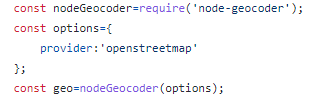 const nodeGeocoder=require('node-geocoder');
const options={
    provider:'openstreetmap'
};
const geo=nodeGeocoder(options);